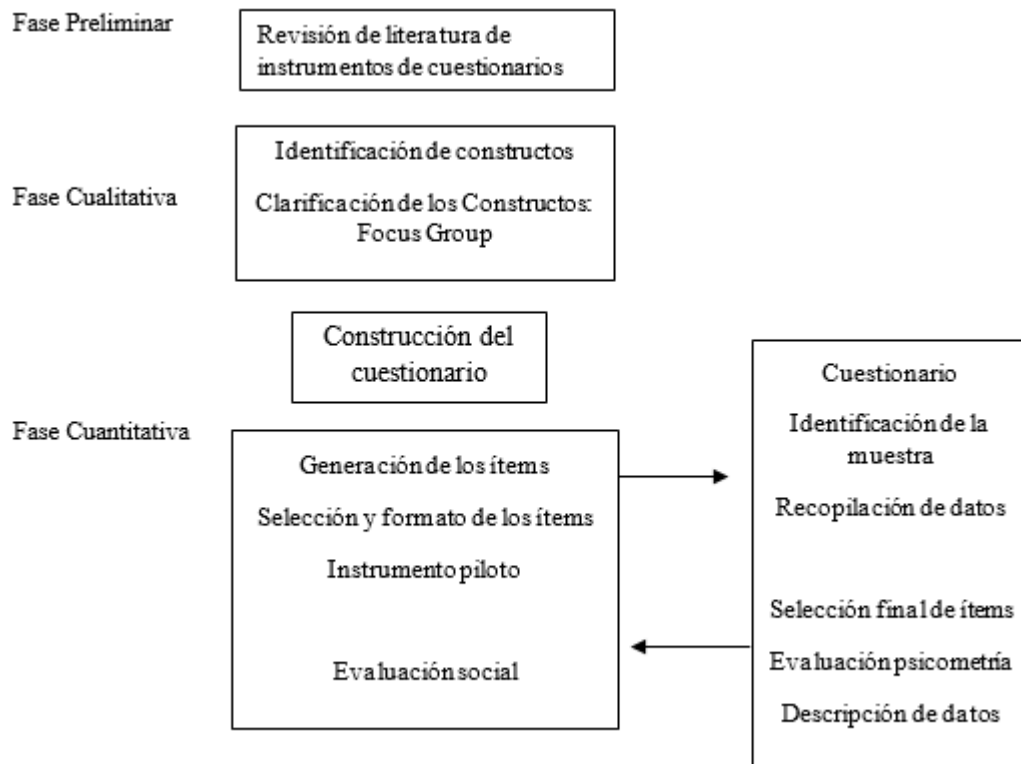 Fase Preliminar
Revisión de literatura de
instrumentos de cuestionarios
Identificación de constructos
Fase Cualitativa
Clarificación de los Constructos:
Focus Group
Construcción del
cuestionario
Fase Cuantitativa
Generación de los ítems
Selección y formato de los ítems
Instrumento piloto
Evaluación social
Cuestionario
Identificación de la
muestra
Recopilación de datos
Selección final de ítems
Evaluación psicometría
Descripción de datos